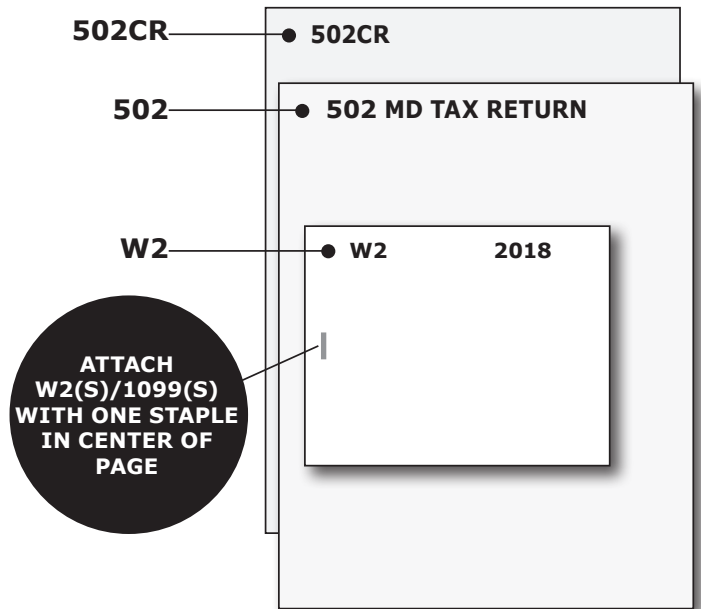 502CR
502CR
502
502 MD TAX RETURN
W2
W2 2018
ATTACH
W2(S)/1099(S)
WITH ONE STAPLE
IN CENTER OF
PAGE